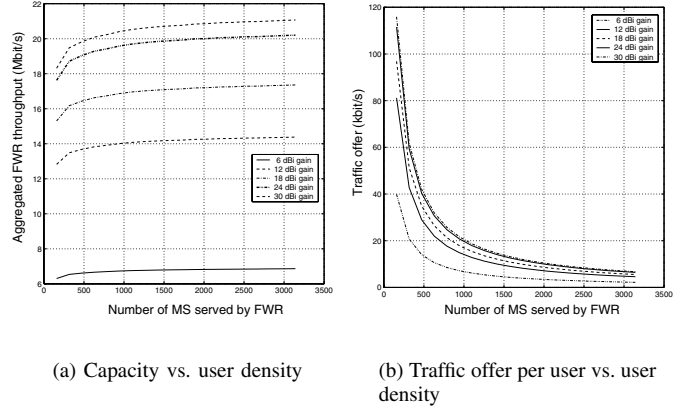 22
20
18
16
14
12
10
8
6
Aggregated FWR throughput (Mbit/s)
0
500
1000
1500
2000
2500
3000
3500
Number of MS served by FWR
6 dBi gain
12 dBi gain
18 dBi gain
24 dBi gain
30 dBi gain
(a) Capacity vs. user density
120
100
80
60
40
20
0
Traffic offer (kbit/s)
0
500
1000
1500
2000
2500
3000
3500
Number of MS served by FWR
6 dBi gain
12 dBi gain
18 dBi gain
24 dBi gain
30 dBi gain
(b) Traffic offer per user vs. user
density